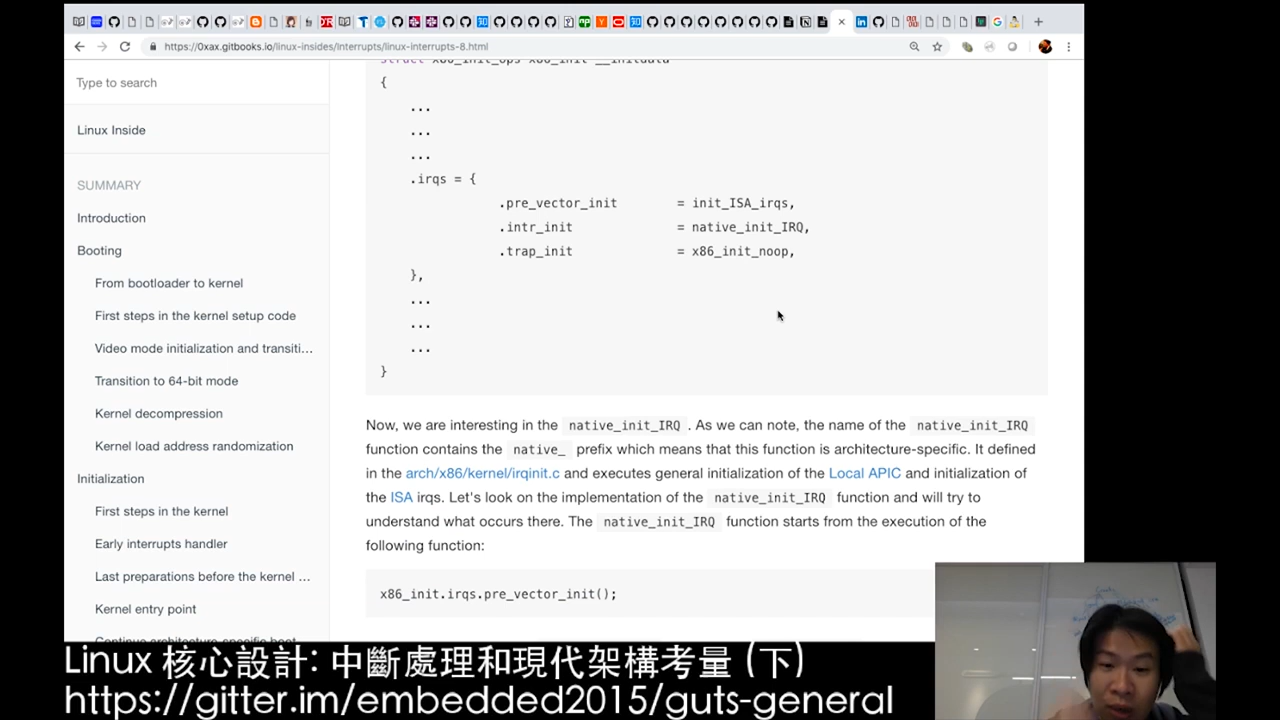 https://0xax.gitbooks.io/linux-insides/Interrupts/linux-interrupts-8.html
Type to search
Linux Inside
SUMMARY
Introduction
Booting
From bootloader to kernel
First steps in the kernel setup code
Video mode initialization and transiti...
Transition to 64-bit mode
Kernel decompression
Kernel load address randomization
Initialization
First steps in the kernel
Early interrupts handler
Last preparations before the kernel ...
Kernel entry point
Continue architecture-specific boot
struct x86_init_ops x86_init __initdata
{
...
...
...
.irqs = {
.pre_vector_init = init_ISA_irqs,
.intr_init = native_init_IRQ,
.trap_init = x86_init_noop,
},
...
...
...
}
Now, we are interesting in the native_init_IRQ . As we can note, the name of the native_init_IRQ
function contains the native_ prefix which means that this function is architecture-specific. It defined
in the arch/x86/kernel/irqinit.c and executes general initialization of the Local APIC and initialization of
the ISA irqs. Let's look on the implementation of the native_init_IRQ function and will try to
understand what occurs there. The native_init_IRQ function starts from the execution of the
following function:
x86_init.irqs.pre_vector_init();
Linux 核心設計: 中斷處理和現代架構考量 (下)
https://gitter.im/embedded2015/guts-general